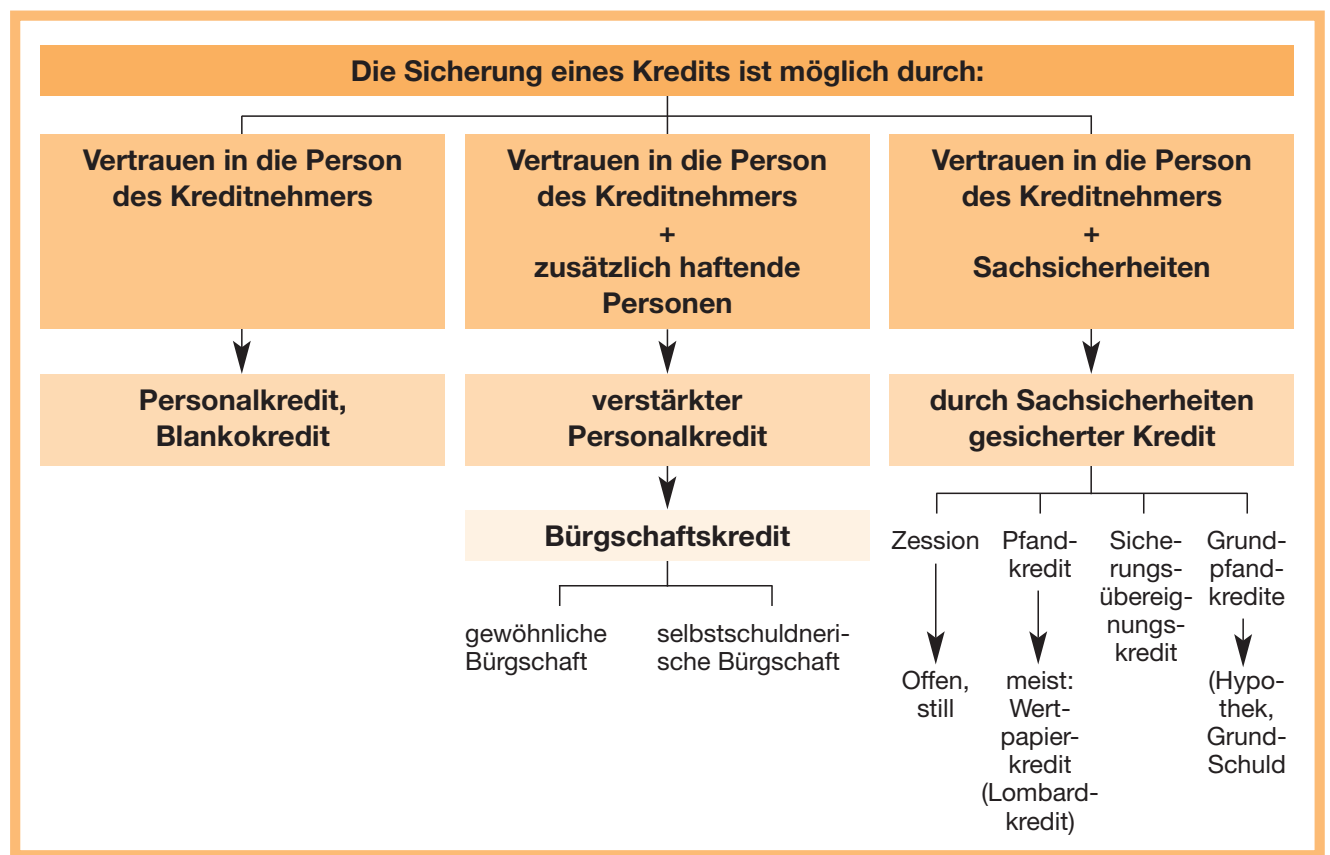 Die Sicherung eines Kredits ist möglich durch:
Vertrauen in die Person
des Kreditnehmers
Vertrauen in die Person
des Kreditnehmers
+
zusätzlich haftende
Personen
Vertrauen in die Person
des Kreditnehmers
+
Sachsicherheiten
Personalkredit,
Blankokredit
verstärkter
Personalkredit
durch Sachsicherheiten
gesicherter Kredit
Bürgschaftskredit
gewöhnliche
Bürgschaft
selbstschuldneri-
sche Bürgschaft
Zession
Pfand-
kredit
Siche-
rungs-
übereig-
nungs-
kredit
Grund-
pfand-
kredite
Offen,
still
meist:
Wert-
papier-
kredit
(Lombard-
kredit)
(Hypo-
thek,
Grund-
Schuld